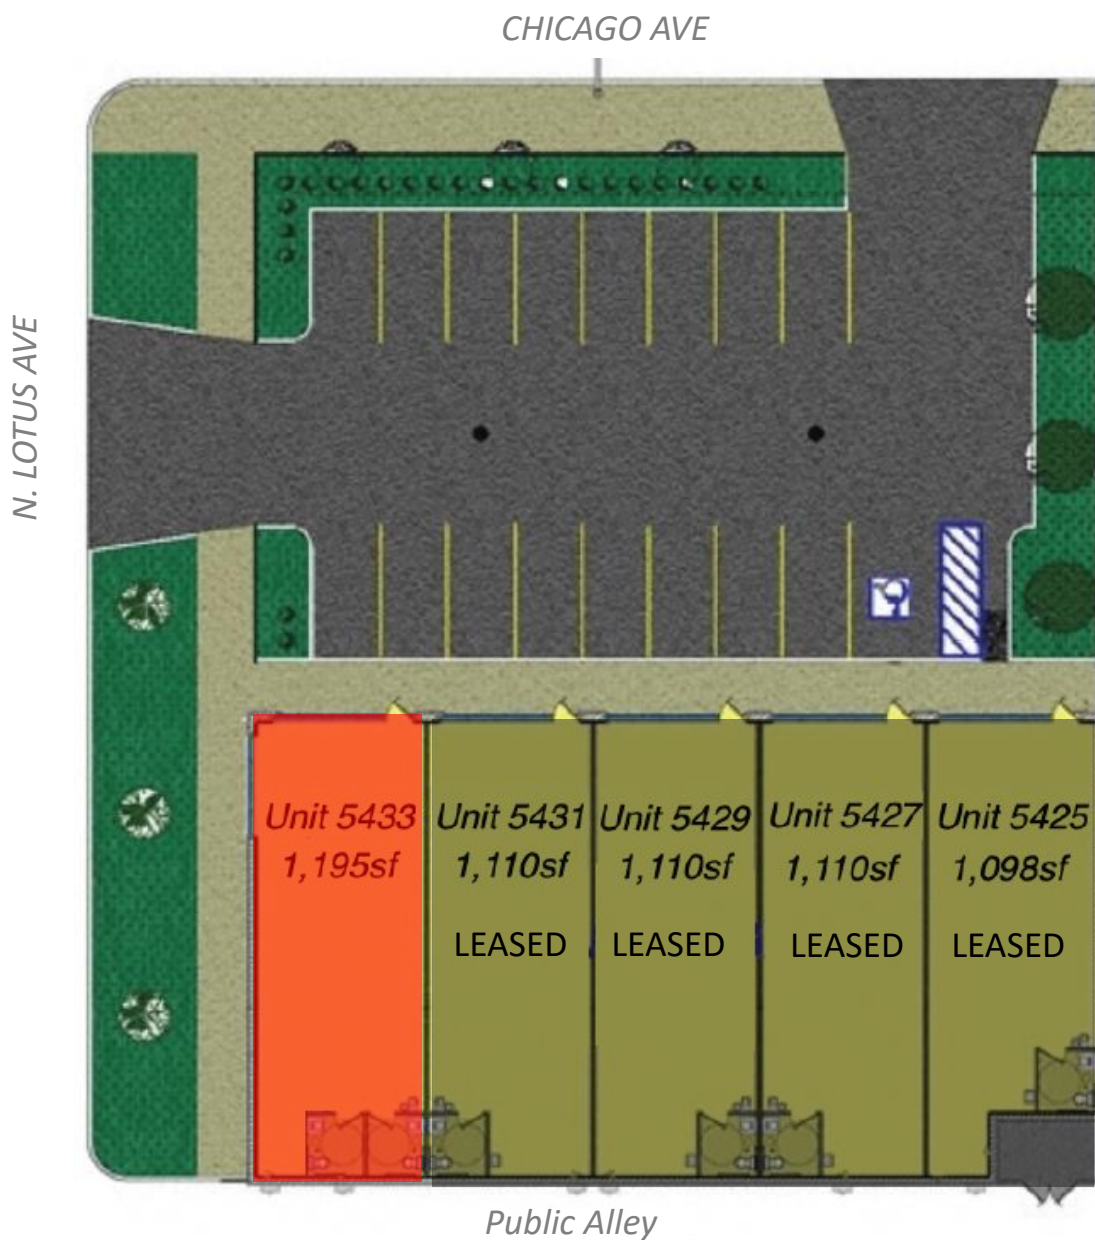 CHICAGO AVE
N. LOTUS AVE
Unit 5433
1,195sf
Unit 5431
1,110sf
LEASED
Unit 5429
1,110sf
LEASED
Unit 5427
1,110sf
LEASED
Unit 5425
1,098sf
LEASED
Public Alley